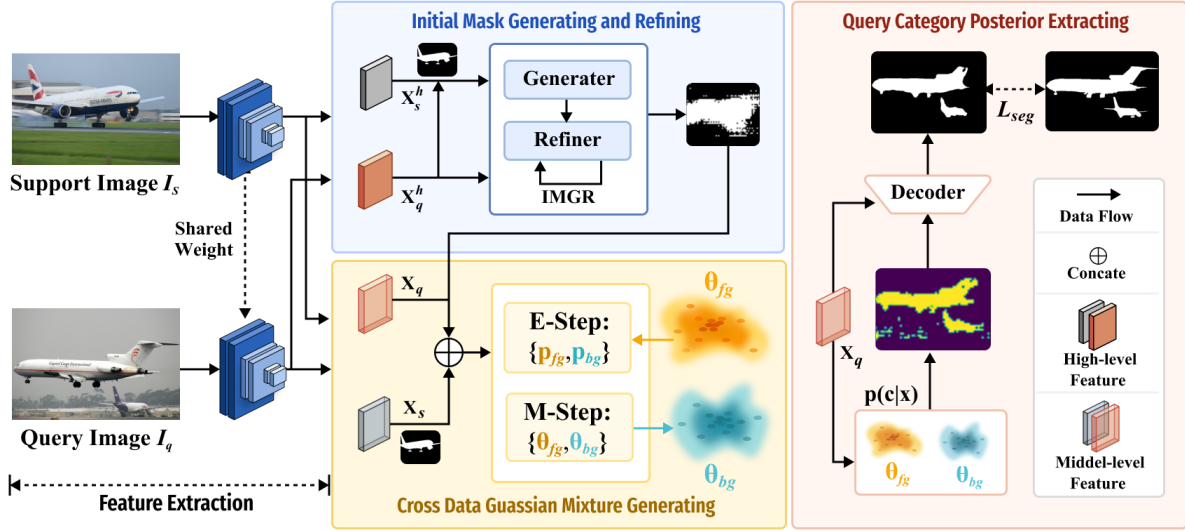 Initial Mask Generating and Refining
X_s^h
X_q^h
Generater
Refiner
IMGR
Support Image I_s
Shared
Weight
Query Image I_q
Feature Extraction
X_q
X_s
E-Step:
{p_fg,p_bg}
M-Step:
{θ_fg,θ_bg}
θ_fg
θ_bg
Cross Data Guassian Mixture Generating
Query Category Posterior Extracting
L_seg
Decoder
X_q
p(c|x)
θ_fg
θ_bg
Data Flow
Concate
High-level
Feature
Middel-level
Feature